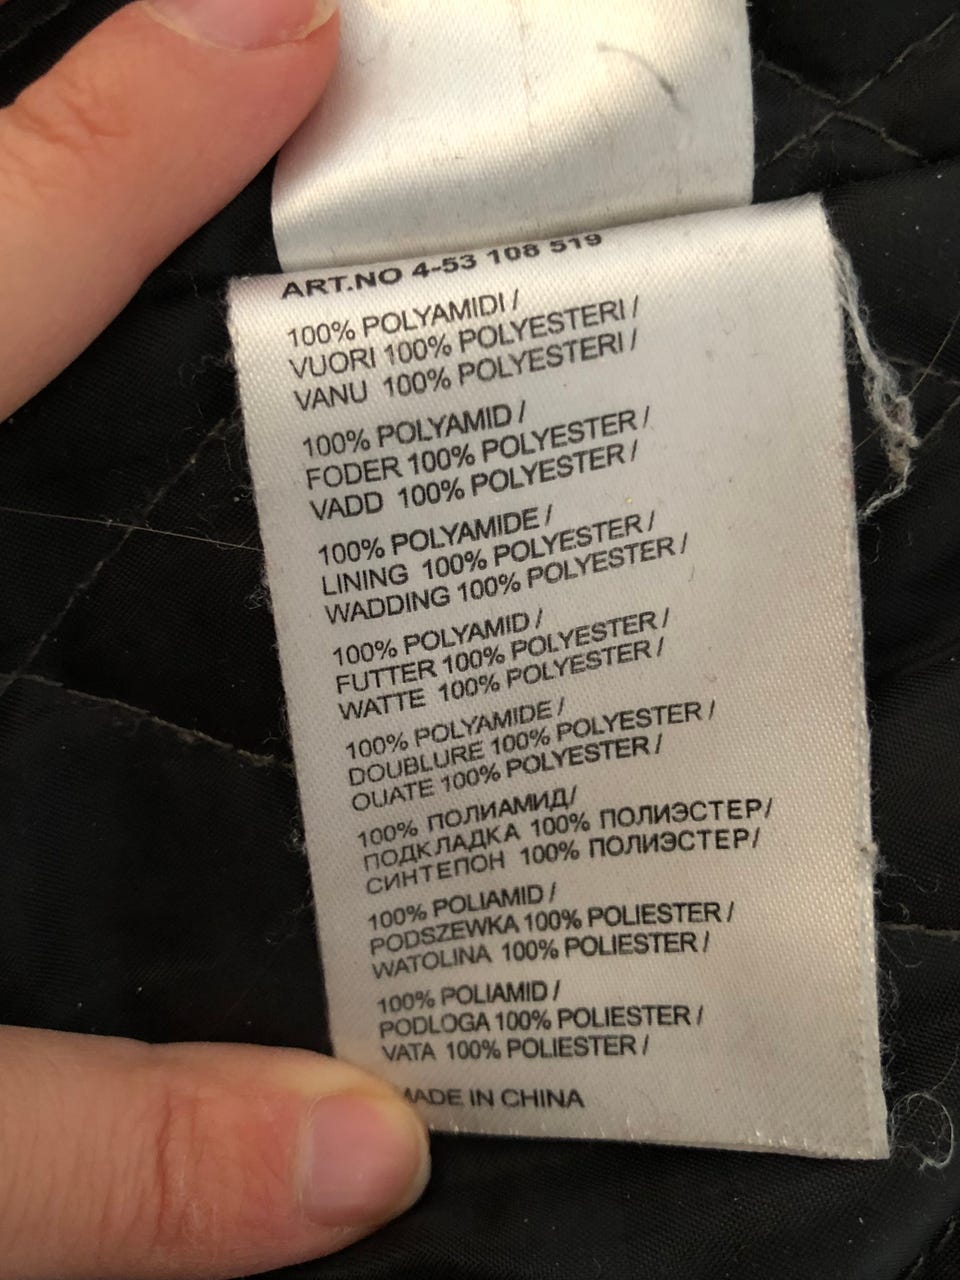 ART.NO 4-53 108 519
100% POLYAMIDI /
VUORI 100% POLYESTERI /
VANU 100% POLYESTERI /
100% POLYAMID /
FODER 100% POLYESTER /
VADD 100% POLYESTER /
100% POLYAMIDE /
LINING 100% POLYESTER /
WADDING 100% POLYESTER /
100% POLYAMID /
FUTTER 100% POLYESTER /
WATTE 100% POLYESTER /
100% POLYAMIDE /
DOUBLURE 100% POLYESTER /
OUATE 100% POLYESTER /
100% ПОЛИАМИД/
ПОДКЛАДКА 100% ПОЛИЭСТЕР/
СИНТЕПОН 100% ПОЛИЭСТЕР/
100% POLIAMID /
PODSZEWKA 100% POLIESTER /
WATOLINA 100% POLIESTER /
100% POLIAMID /
PODLOGA 100% POLIESTER /
VATA 100% POLIESTER /
MADE IN CHINA